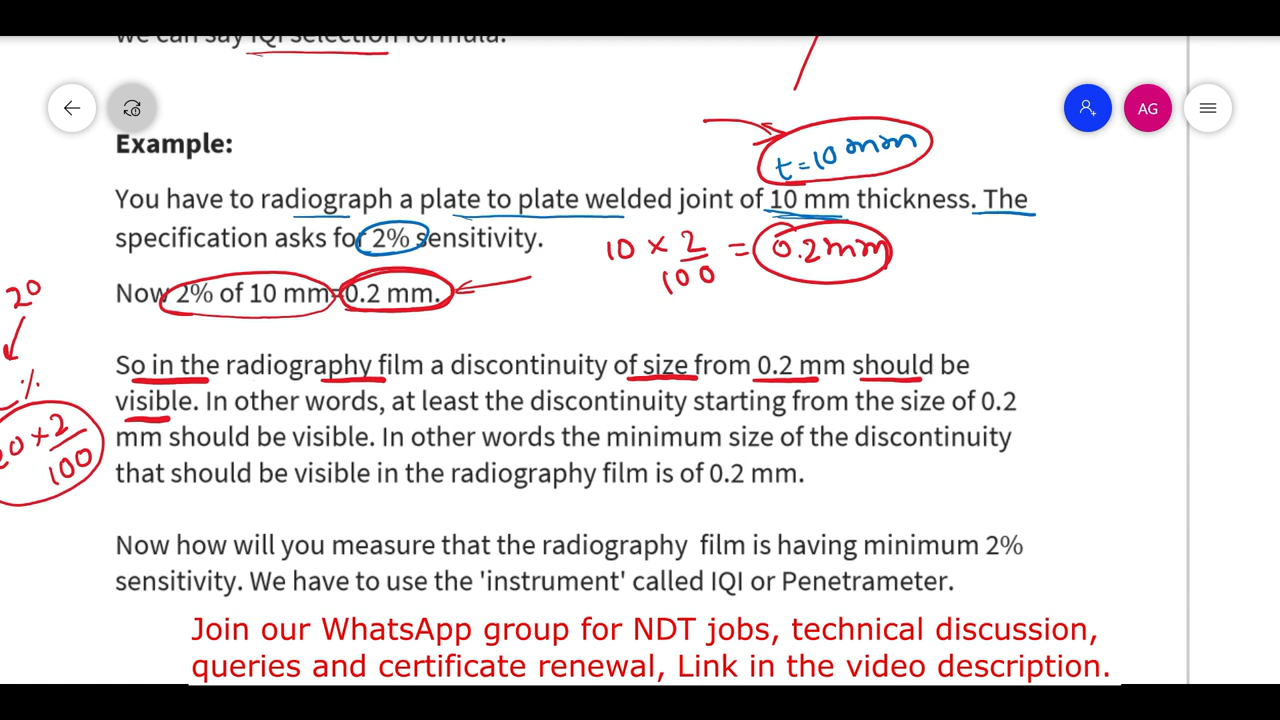 we can say IQI selection formula.
AG
Example:
t=10 mm
You have to radiograph a plate to plate welded joint of 10 mm thickness. The
specification asks for 2% sensitivity.
10 × 2/100 = 0.2mm
Now 2% of 10 mm=0.2 mm.
20
%
20 × 2/100
So in the radiography film a discontinuity of size from 0.2 mm should be
visible. In other words, at least the discontinuity starting from the size of 0.2
mm should be visible. In other words the minimum size of the discontinuity
that should be visible in the radiography film is of 0.2 mm.
Now how will you measure that the radiography film is having minimum 2%
sensitivity. We have to use the 'instrument' called IQI or Penetrameter.
Join our WhatsApp group for NDT jobs, technical discussion,
queries and certificate renewal, Link in the video description.